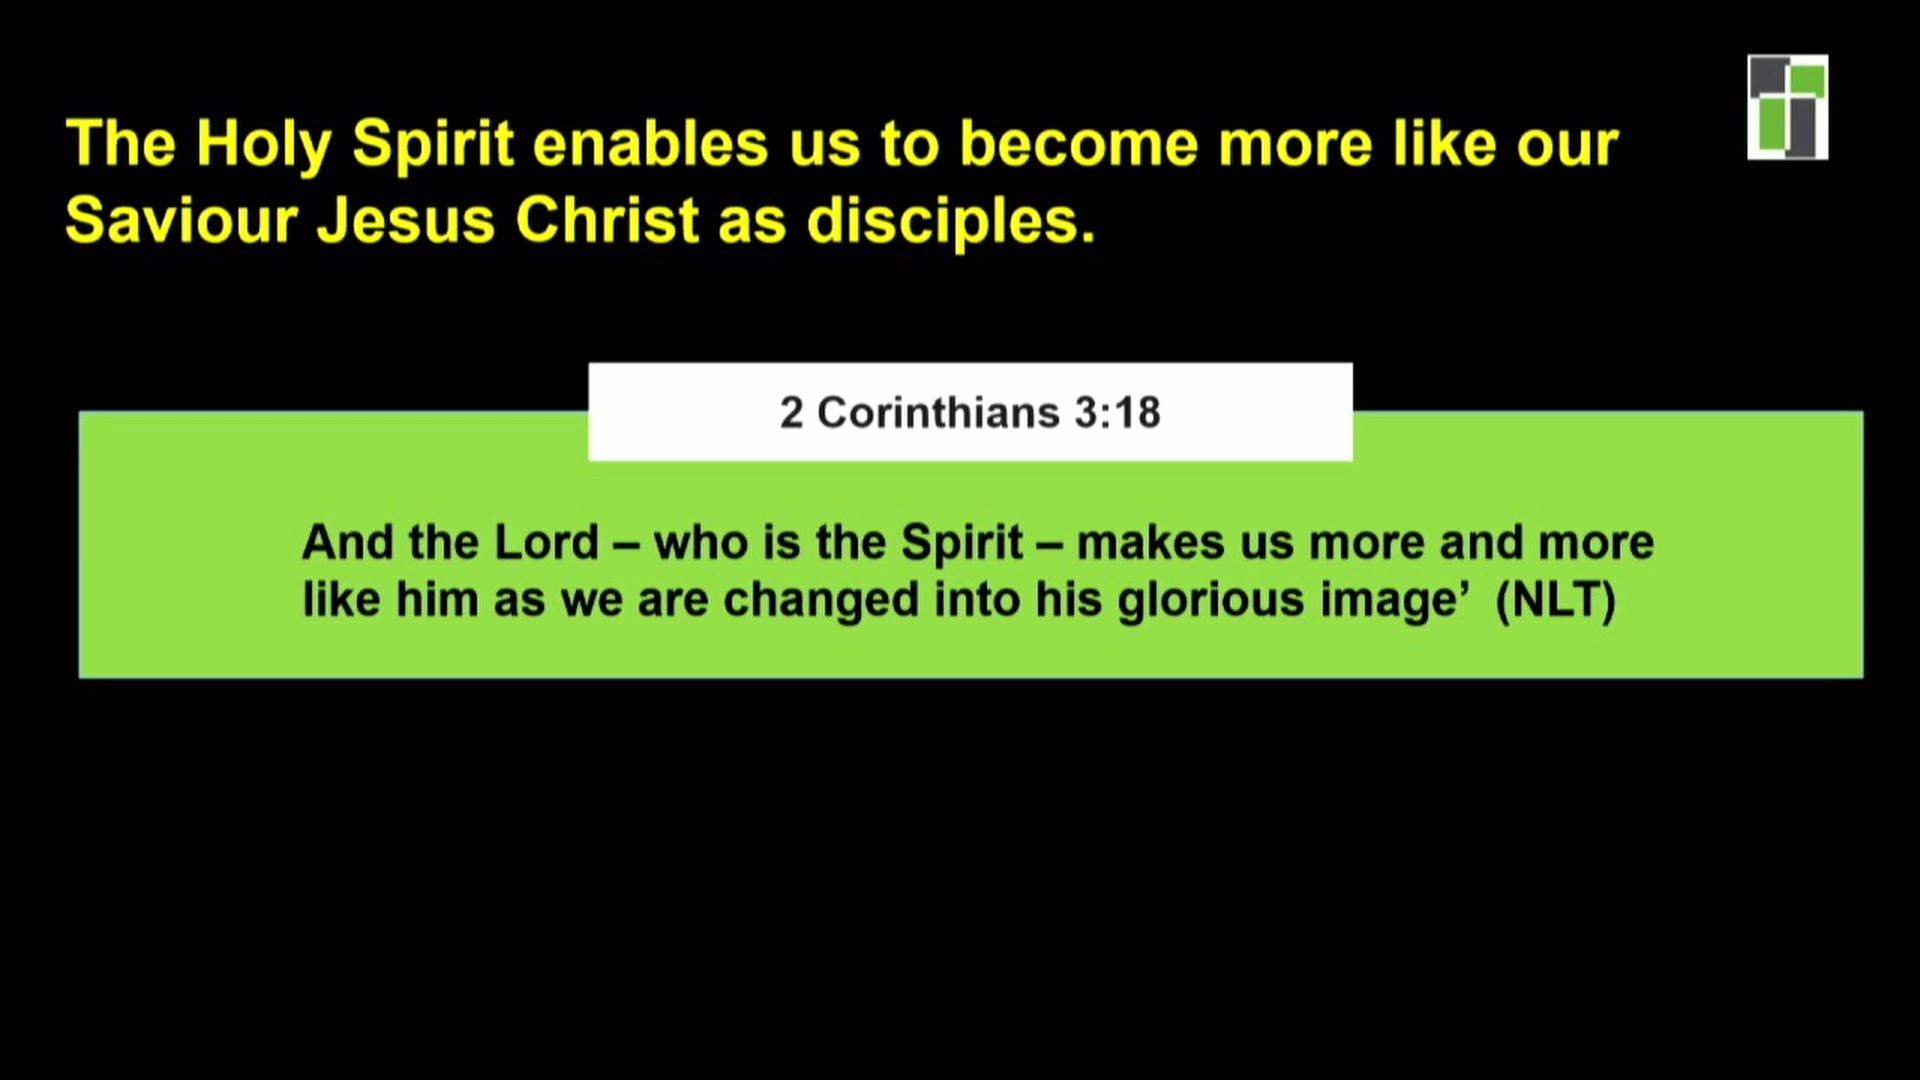 The Holy Spirit enables us to become more like our
Saviour Jesus Christ as disciples.
2 Corinthians 3:18
And the Lord – who is the Spirit – makes us more and more
like him as we are changed into his glorious image’  (NLT)